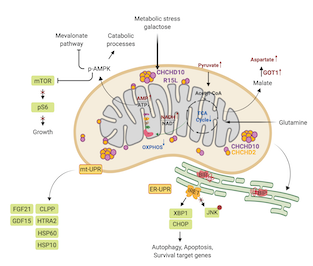 Metabolic stress
galactose
Mevalonate
pathway
Catabolic
processes
p-AMPK
mTOR
pS6
Growth
CHCHD10
R15L
Pyruvate
Aspartate
GOT1
Malate
Acetyl-CoA
AMP
ATP
NADH
NAD
TCA
Cycle
Glutamine
OXPHOS
CHCHD10
CHCHD2
mt-UPR
FGF21
CLPP
GDF15
HTRA2
HSP60
HSP10
ER-UPR
XBP1
JNK
CHOP
Autophagy, Apoptosis,
Survival target genes